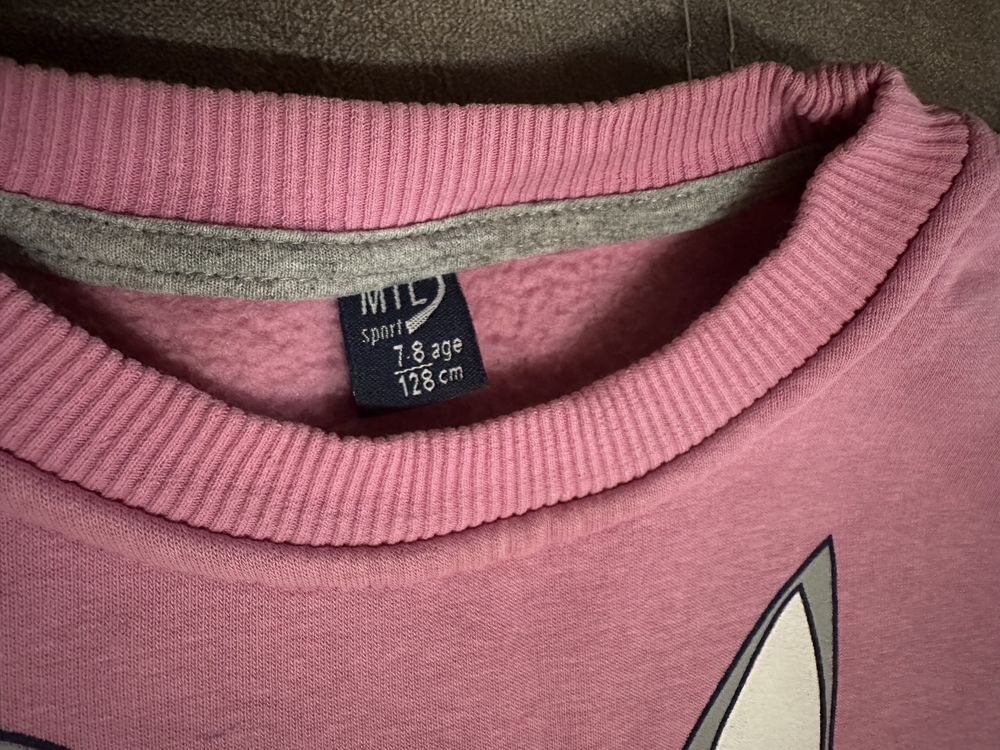 MTL
sport
7-8 age
128 cm